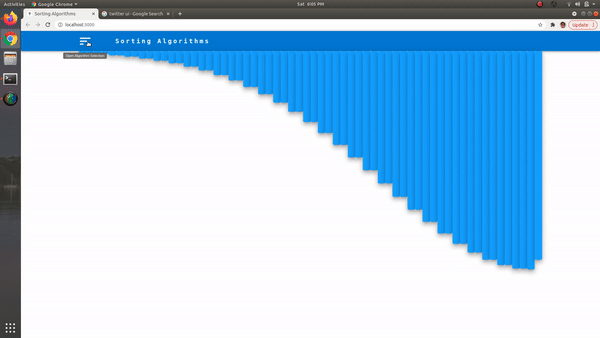 Activities
Google Chrome
Sat 4:05 PM
Sorting Algorithms
twitter ui - Google Search
localhost:3000
Update
Sorting Algorithms
Open Algorithm Selection